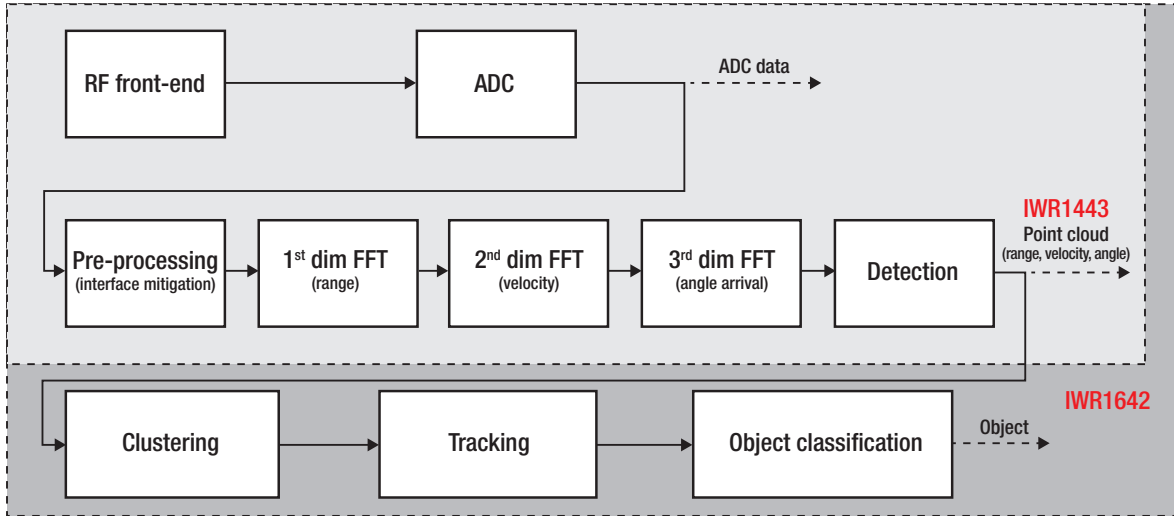 RF front-end
ADC
ADC data
IWR1443
Point cloud
(range, velocity, angle)
Pre-processing
(interface mitigation)
1st dim FFT
(range)
2nd dim FFT
(velocity)
3rd dim FFT
(angle arrival)
Detection
IWR1642
Clustering
Tracking
Object classification
Object